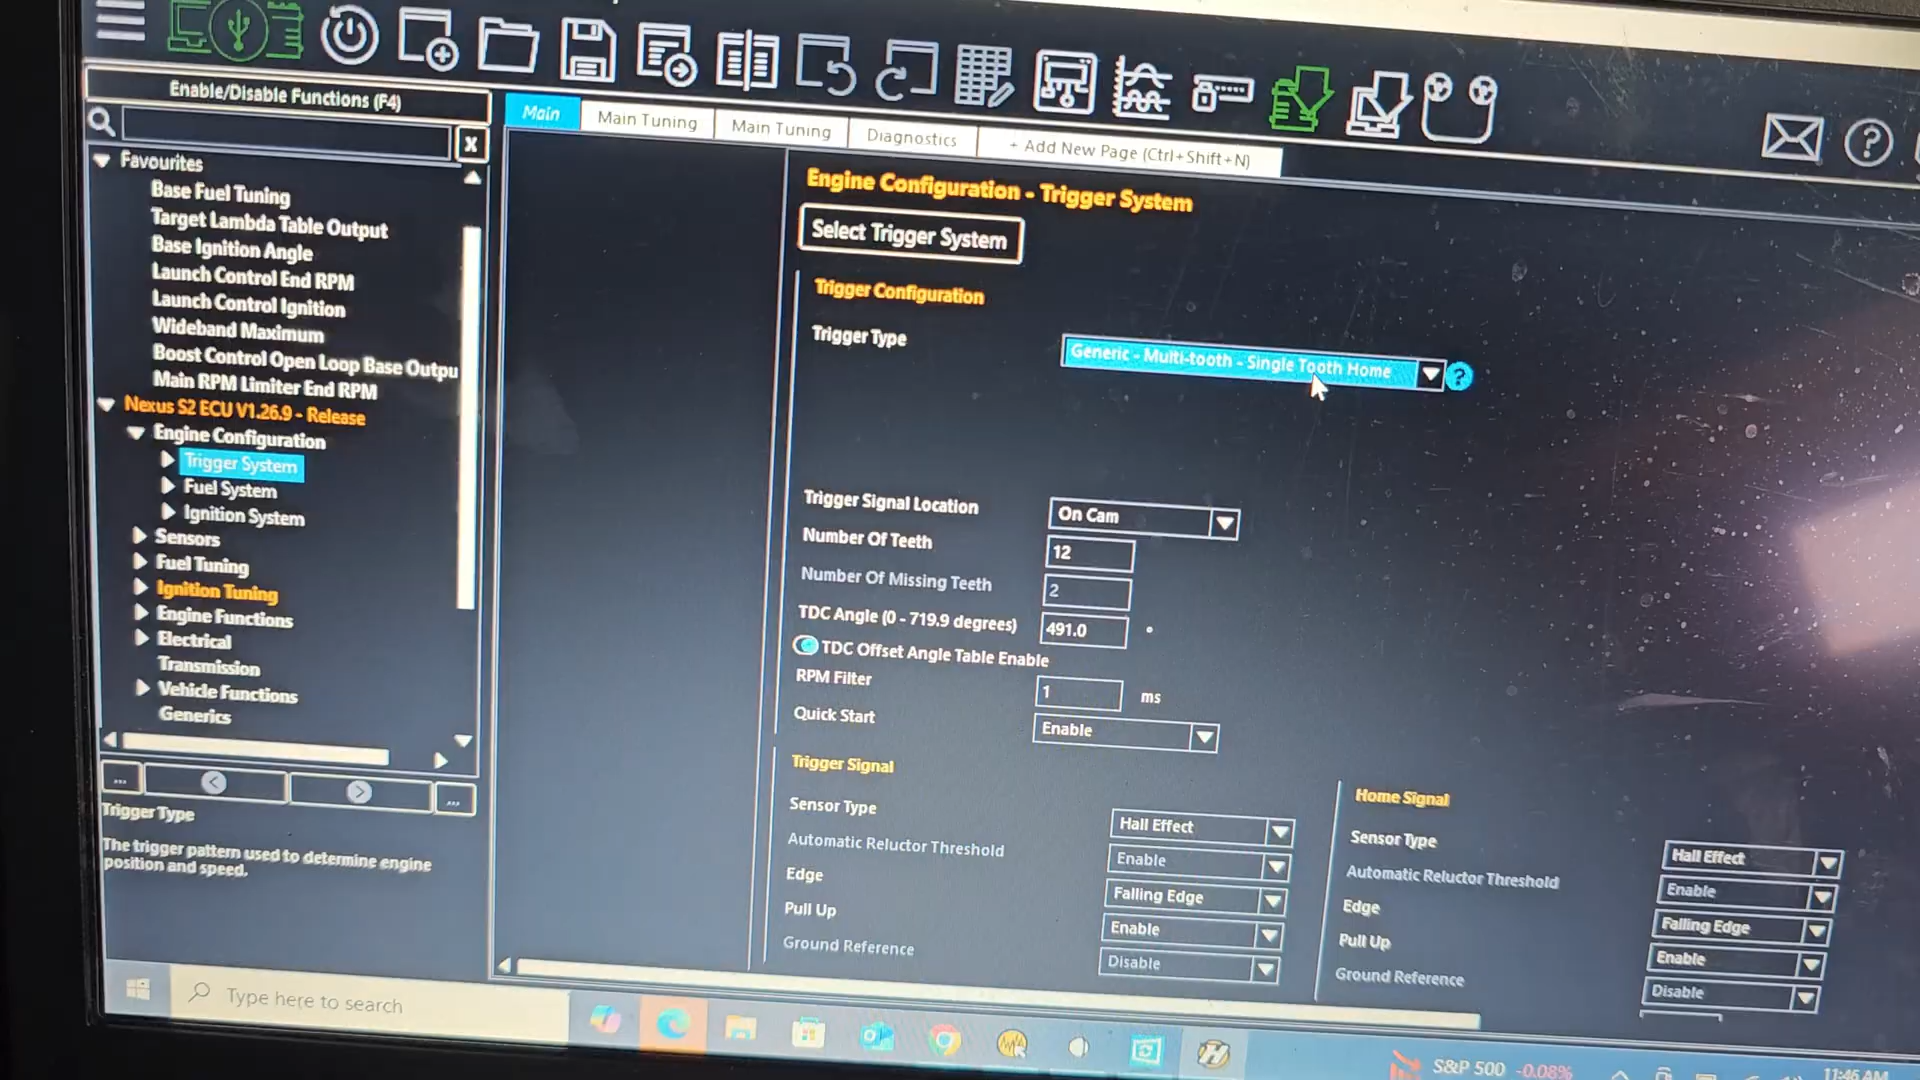 Enable/Disable Functions (F4)
X
Favourites
Base Fuel Tuning
Target Lambda Table Output
Base Ignition Angle
Launch Control End RPM
Launch Control Ignition
Wideband Maximum
Boost Control Open Loop Base Outpu
Main RPM Limiter End RPM
Nexus S2 ECU V1.26.9 - Release
Engine Configuration
Trigger System
Fuel System
Ignition System
Sensors
Fuel Tuning
Ignition Tuning
Engine Functions
Electrical
Transmission
Vehicle Functions
Generics
...
<
>
...
Trigger Type
The trigger pattern used to determine engine
position and speed.
Main
Main Tuning
Main Tuning
Diagnostics
+ Add New Page (Ctrl+Shift+N)
?
Engine Configuration - Trigger System
Select Trigger System
Trigger Configuration
Trigger Type
Generic - Multi-tooth - Single Tooth Home
?
Trigger Signal Location
On Cam
Number Of Teeth
12
Number Of Missing Teeth
2
TDC Angle (0 - 719.9 degrees)
491.0
°
TDC Offset Angle Table Enable
RPM Filter
1
ms
Quick Start
Enable
Trigger Signal
Sensor Type
Hall Effect
Automatic Reluctor Threshold
Enable
Edge
Falling Edge
Pull Up
Enable
Ground Reference
Disable
Home Signal
Sensor Type
Hall Effect
Automatic Reluctor Threshold
Enable
Edge
Falling Edge
Pull Up
Enable
Ground Reference
Disable
Type here to search
S&P 500 -0.08%
11:46 AM